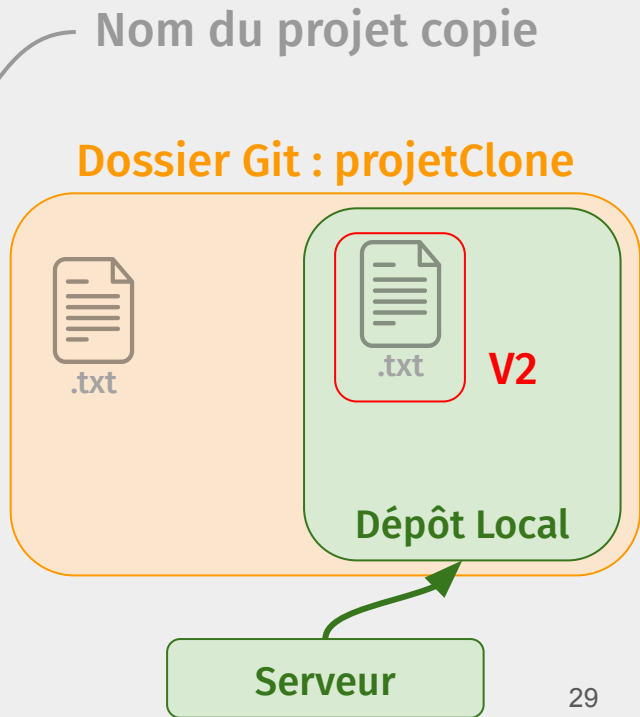 Nom du projet copie
Dossier Git : projetClone
.txt
.txt
V2
Dépôt Local
Serveur
29